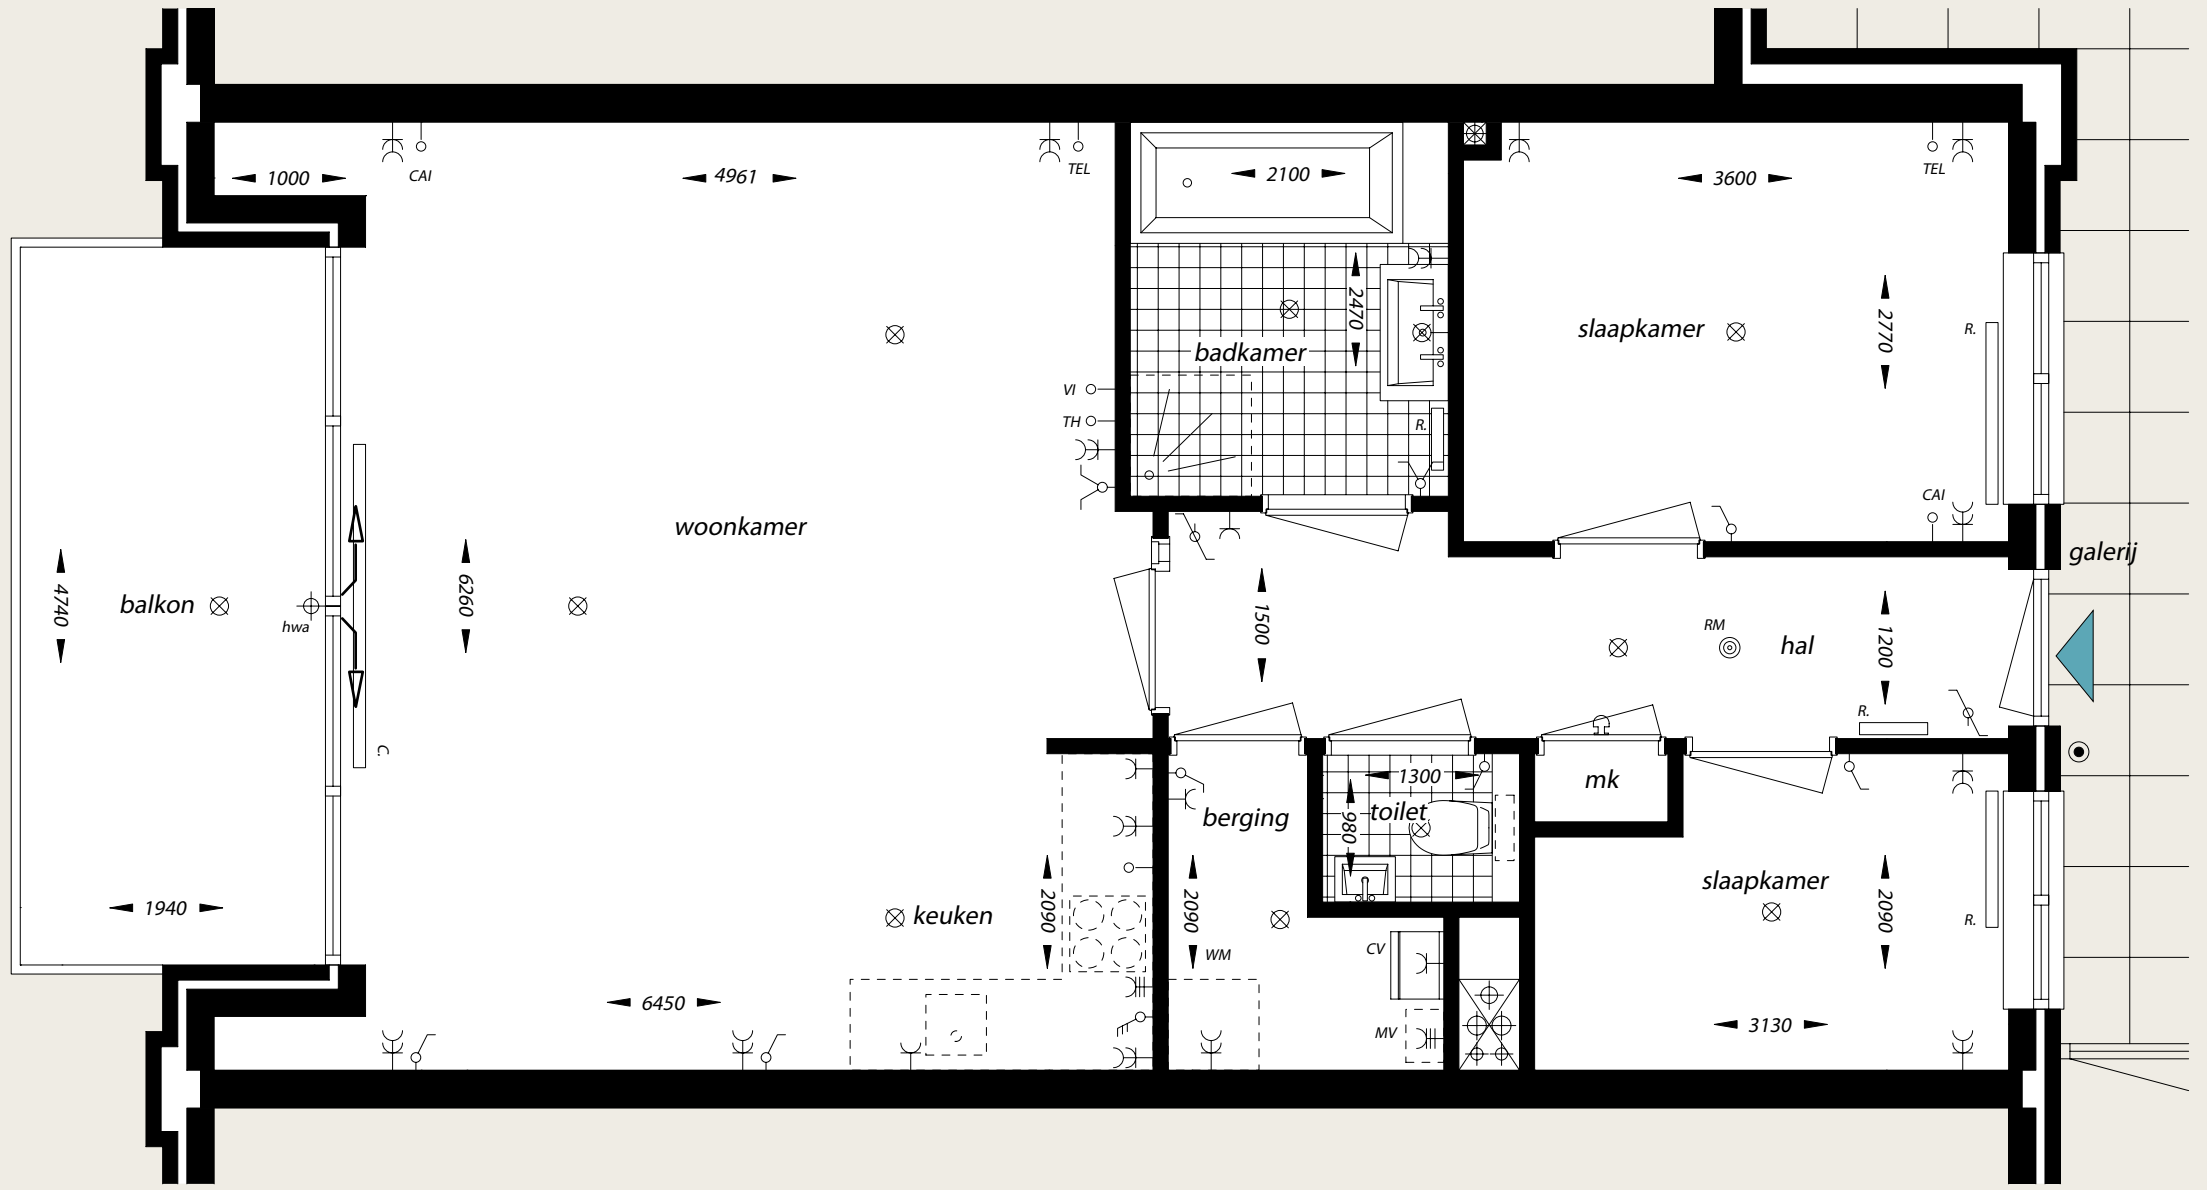 1000
CAI
4961
TEL
2100
3600
TEL
2470
badkamer
slaapkamer
2770
R.
VI
TH
R.
CAI
woonkamer
galerij
4740
balkon
hwa
6260
1500
RM
hal
1200
R.
C.
1300
toilet
980
mk
berging
slaapkamer
1940
keuken
2090
2090
WM
CV
2090
R.
6450
MV
3130